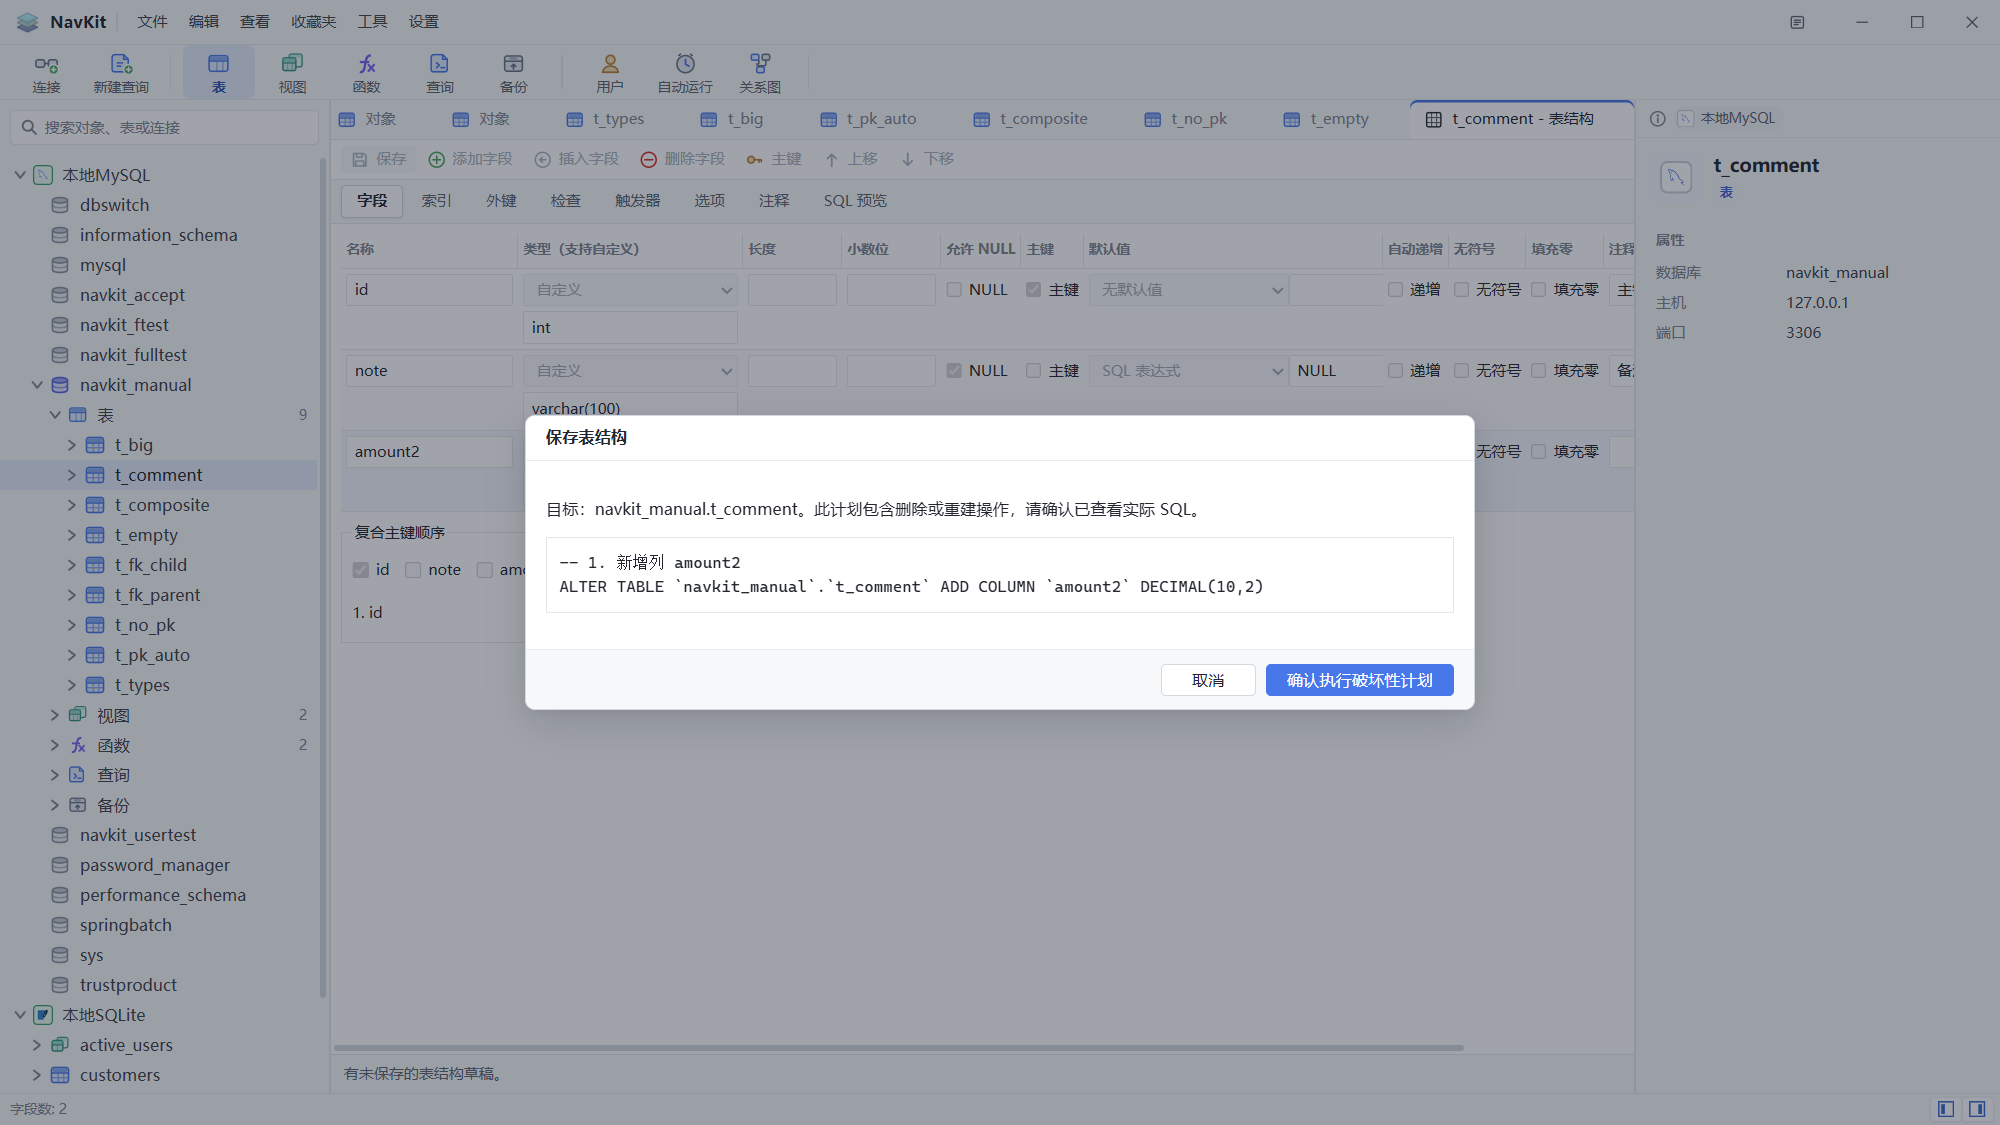 NavKit 文件 编辑 查看 收藏夹 工具 设置
连接 新建查询 表 视图 函数 查询 备份 用户 自动运行 关系图
搜索对象、表或连接
本地MySQL
dbswitch
information_schema
mysql
navkit_accept
navkit_ftest
navkit_fulltest
navkit_manual
表 9
t_big
t_comment
t_composite
t_empty
t_fk_child
t_fk_parent
t_no_pk
t_pk_auto
t_types
视图 2
函数 2
查询
备份
navkit_usertest
password_manager
performance_schema
springbatch
sys
trustproduct
本地SQLite
active_users
customers
对象 对象 t_types t_big t_pk_auto t_composite t_no_pk t_empty t_comment - 表结构
保存 添加字段 插入字段 删除字段 主键 上移 下移
字段 索引 外键 检查 触发器 选项 注释 SQL 预览
名称 类型（支持自定义） 长度 小数位 允许 NULL 主键 默认值 自动递增 无符号 填充零 注释
id 自定义 NULL 主键 无默认值 递增 无符号 填充零 主
int
note 自定义 NULL 主键 SQL 表达式 NULL 递增 无符号 填充零 备
varchar(100)
amount2 无符号 填充零
复合主键顺序
id note amo
1. id
保存表结构
目标：navkit_manual.t_comment。此计划包含删除或重建操作，请确认已查看实际 SQL。
-- 1. 新增列 amount2
ALTER TABLE `navkit_manual`.`t_comment` ADD COLUMN `amount2` DECIMAL(10,2)
取消 确认执行破坏性计划
有未保存的表结构草稿。
本地MySQL
t_comment
表
属性
数据库 navkit_manual
主机 127.0.0.1
端口 3306
字段数: 2